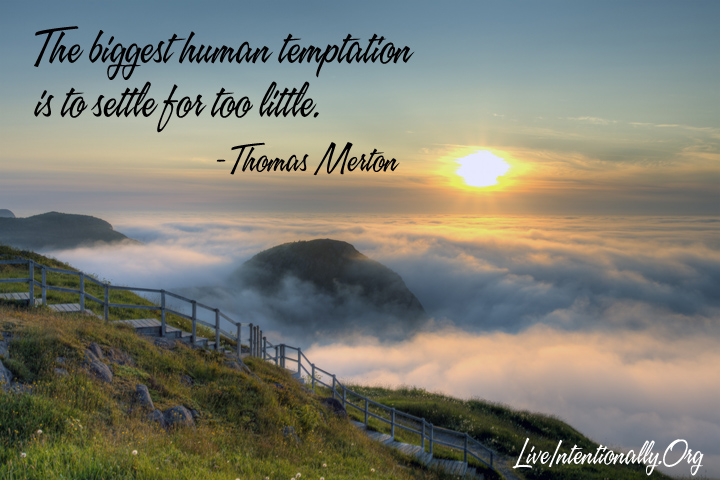 The biggest human temptation
is to settle for too little.
-Thomas Merton
LiveIntentionally.Org